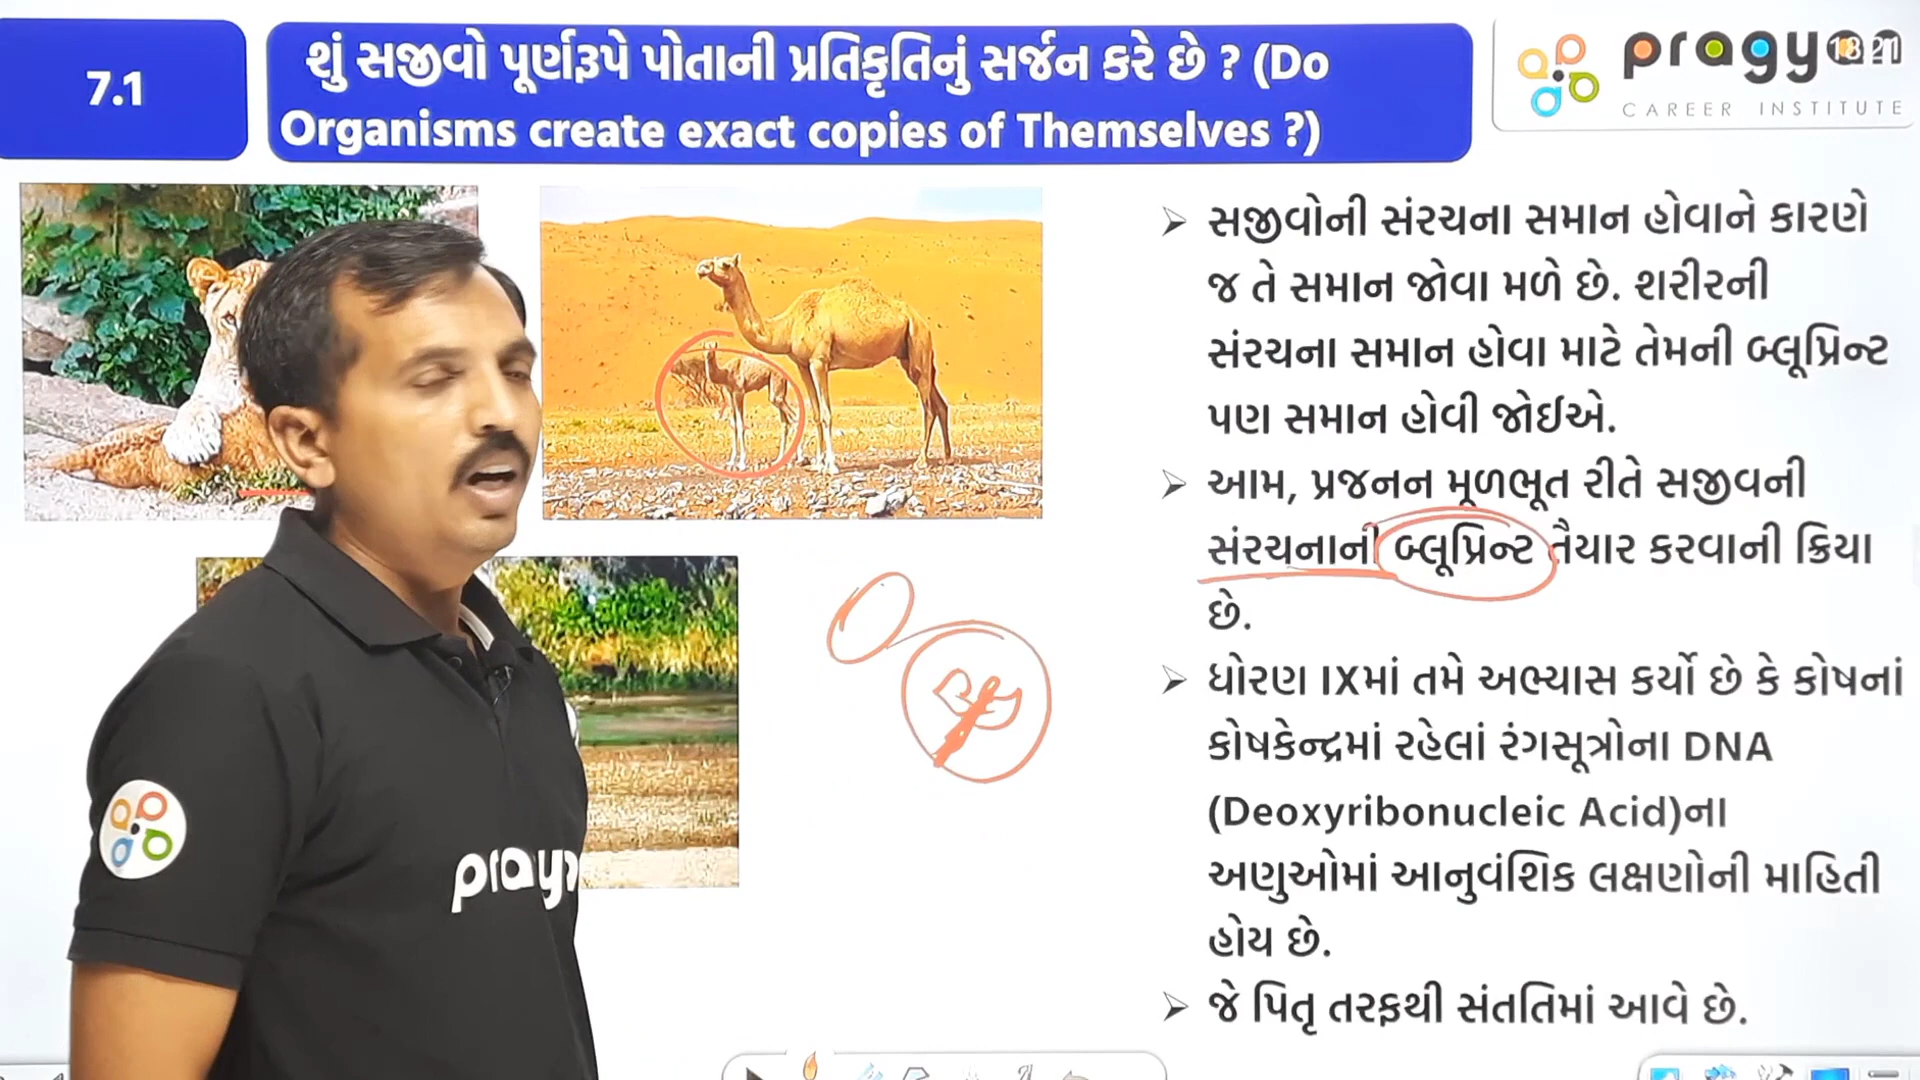 7.1
શું સજીવો પૂર્ણરૂપે પોતાની પ્રતિકૃતિનું સર્જન કરે છે ? (Do
Organisms create exact copies of Themselves ?)
pragyan
CAREER INSTITUTE
➢ સજીવોની સંરચના સમાન હોવાને કારણે
જ તે સમાન જોવા મળે છે. શરીરની
સંરચના સમાન હોવા માટે તેમની બ્લૂપ્રિન્ટ
પણ સમાન હોવી જોઈએ.
➢ આમ, પ્રજનન મૂળભૂત રીતે સજીવની
સંરચનાની બ્લૂપ્રિન્ટ તૈયાર કરવાની ક્રિયા
છે.
➢ ધોરણ IXમાં તમે અભ્યાસ કર્યો છે કે કોષનાં
કોષકેન્દ્રમાં રહેલાં રંગસૂત્રોના DNA
(Deoxyribonucleic Acid)ના
અણુઓમાં આનુવંશિક લક્ષણોની માહિતી
હોય છે.
➢ જે પિતૃ તરફથી સંતતિમાં આવે છે.